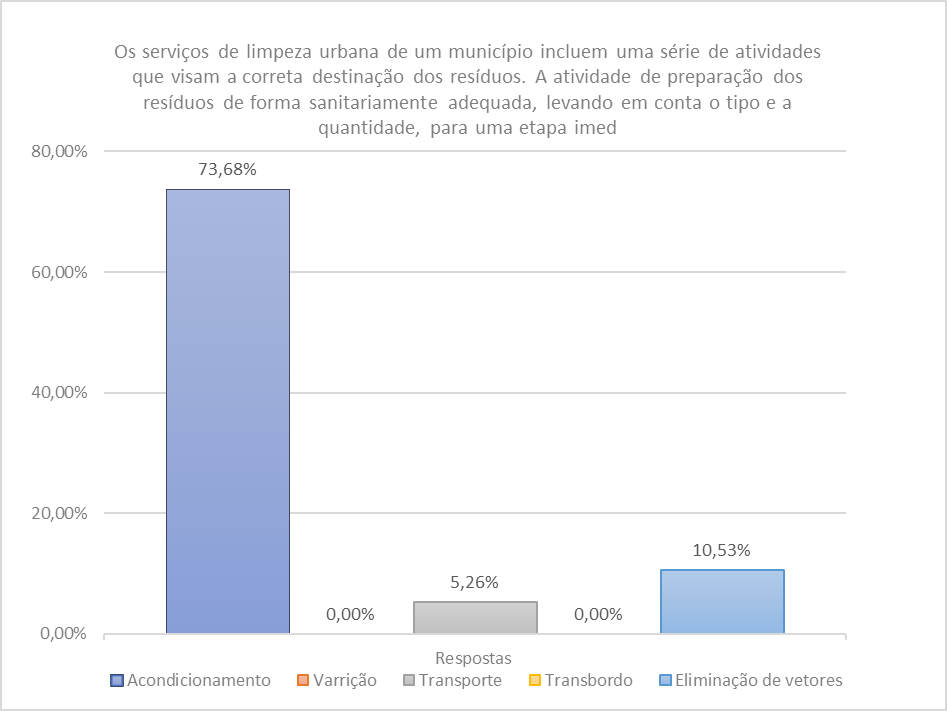 Os serviços de limpeza urbana de um município incluem uma série de atividades
que visam a correta destinação dos resíduos. A atividade de preparação dos
resíduos de forma sanitariamente adequada, levando em conta o tipo e a
quantidade, para uma etapa imed
80,00%
73,68%
60,00%
40,00%
20,00%
10,53%
5,26%
0,00%
0,00%
0,00%
Respostas
Acondicionamento Varrição Transporte Transbordo Eliminação de vetores